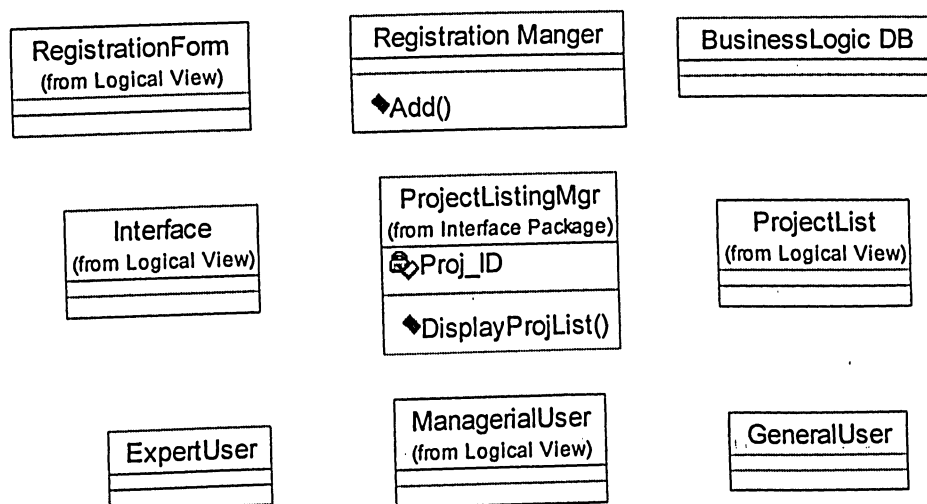 RegistrationForm
(from Logical View)
Registration Manger
Add()
BusinessLogic DB
Interface
(from Logical View)
ProjectListingMgr
(from Interface Package)
Proj_ID
DisplayProjList()
ProjectList
(from Logical View)
ExpertUser
ManagerialUser
(from Logical View)
GeneralUser